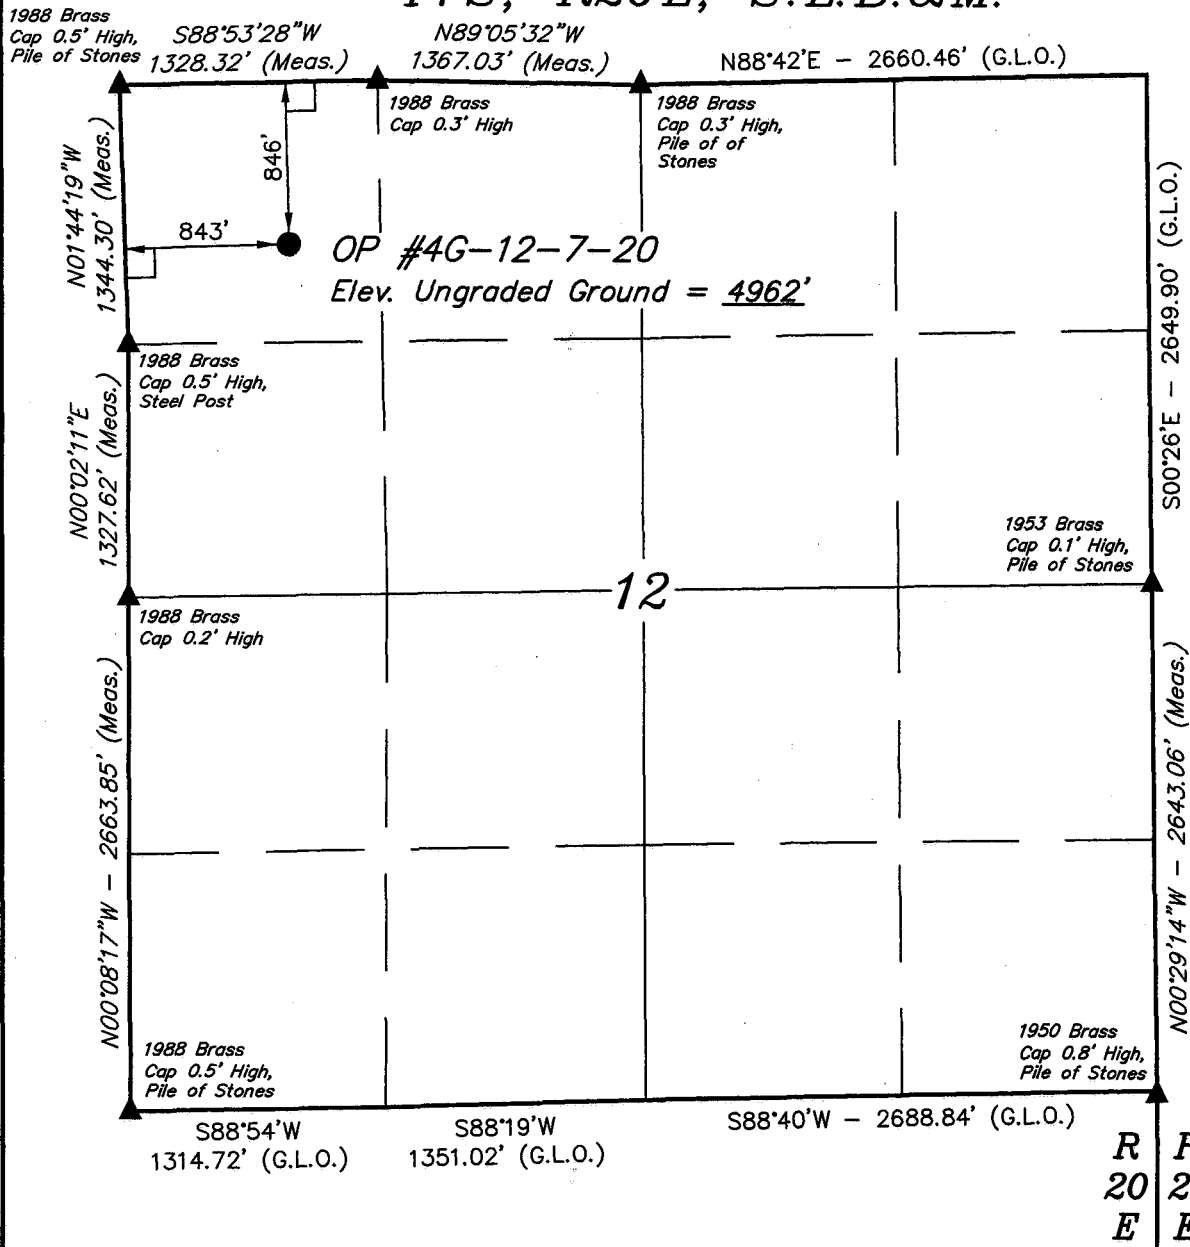 T7S, R20E, S.L.B.&M.
1988 Brass
Cap 0.5' High,
Pile of Stones
S88°53'28"W
1328.32' (Meas.)
N89°05'32"W
1367.03' (Meas.)
N88°42'E - 2660.46' (G.L.O.)
1988 Brass
Cap 0.3' High
1988 Brass
Cap 0.3' High,
Pile of of
Stones
N01°44'19"W
1344.30' (Meas.)
846'
843'
OP #4G-12-7-20
Elev. Ungraded Ground = 4962'
S00°26'E - 2649.90' (G.L.O.)
1988 Brass
Cap 0.5' High,
Steel Post
N00°02'11"E
1327.62' (Meas.)
1953 Brass
Cap 0.1' High,
Pile of Stones
12
1988 Brass
Cap 0.2' High
N00°08'17"W - 2663.85' (Meas.)
N00°29'14"W - 2643.06' (Meas.)
1988 Brass
Cap 0.5' High,
Pile of Stones
1950 Brass
Cap 0.8' High,
Pile of Stones
S88°54'W
1314.72' (G.L.O.)
S88°19'W
1351.02' (G.L.O.)
S88°40'W - 2688.84' (G.L.O.)
R
20
E